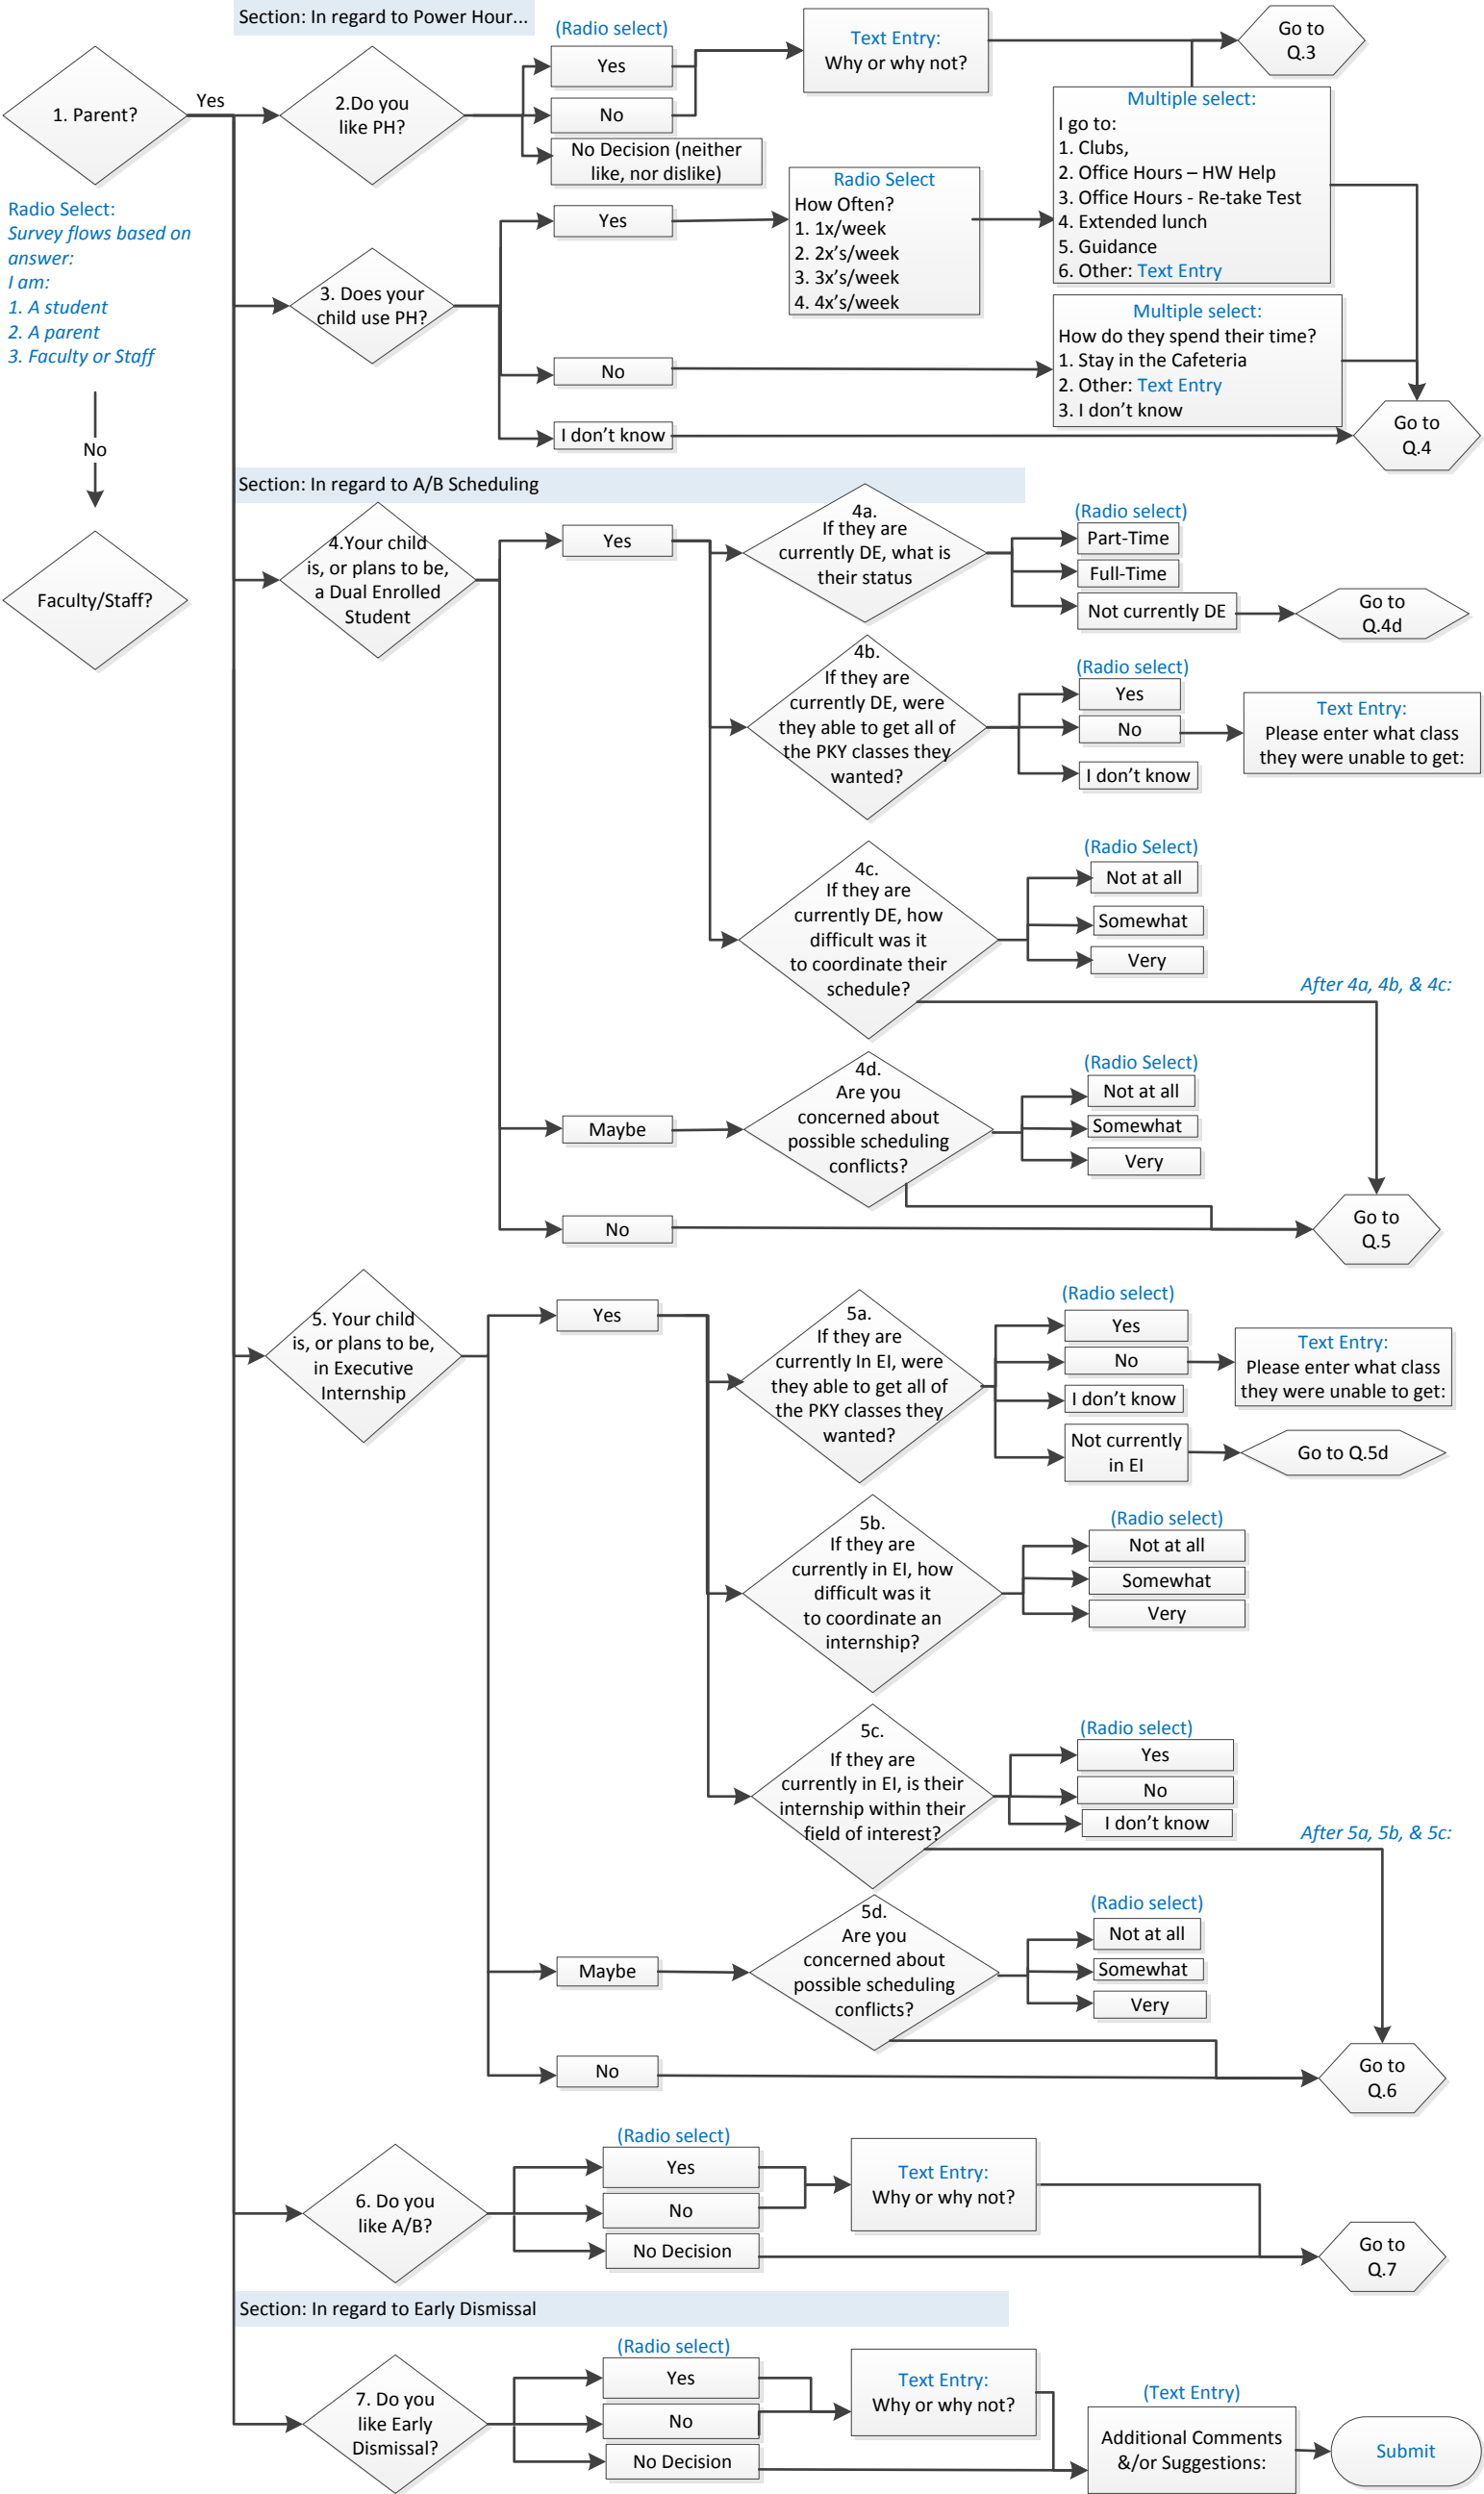 Section: In regard to Power Hour...
1. Parent?
Yes
Radio Select:
Survey flows based on
answer:
I am:
1. A student
2. A parent
3. Faculty or Staff
No
Faculty/Staff?
2.Do you
like PH?
(Radio select)
Yes
No
No Decision (neither
like, nor dislike)
Text Entry:
Why or why not?
Go to
Q.3
3. Does your
child use PH?
Yes
No
I don't know
Radio Select
How Often?
1. 1x/week
2. 2x's/week
3. 3x's/week
4. 4x's/week
Multiple select:
I go to:
1. Clubs,
2. Office Hours – HW Help
3. Office Hours - Re-take Test
4. Extended lunch
5. Guidance
6. Other: Text Entry
Multiple select:
How do they spend their time?
1. Stay in the Cafeteria
2. Other: Text Entry
3. I don't know
Go to
Q.4
Section: In regard to A/B Scheduling
4.Your child
is, or plans to be,
a Dual Enrolled
Student
Yes
4a.
If they are
currently DE, what is
their status
(Radio select)
Part-Time
Full-Time
Not currently DE
Go to
Q.4d
4b.
If they are
currently DE, were
they able to get all of
the PKY classes they
wanted?
(Radio select)
Yes
No
I don't know
Text Entry:
Please enter what class
they were unable to get:
4c.
If they are
currently DE, how
difficult was it
to coordinate their
schedule?
(Radio Select)
Not at all
Somewhat
Very
After 4a, 4b, & 4c:
Maybe
4d.
Are you
concerned about
possible scheduling
conflicts?
(Radio Select)
Not at all
Somewhat
Very
No
Go to
Q.5
5. Your child
is, or plans to be,
in Executive
Internship
Yes
5a.
If they are
currently In EI, were
they able to get all of
the PKY classes they
wanted?
(Radio select)
Yes
No
I don't know
Not currently
in EI
Text Entry:
Please enter what class
they were unable to get:
Go to Q.5d
5b.
If they are
currently in EI, how
difficult was it
to coordinate an
internship?
(Radio select)
Not at all
Somewhat
Very
5c.
If they are
currently in EI, is their
internship within their
field of interest?
(Radio select)
Yes
No
I don't know
After 5a, 5b, & 5c:
Maybe
5d.
Are you
concerned about
possible scheduling
conflicts?
(Radio select)
Not at all
Somewhat
Very
No
Go to
Q.6
6. Do you
like A/B?
(Radio select)
Yes
No
No Decision
Text Entry:
Why or why not?
Go to
Q.7
Section: In regard to Early Dismissal
7. Do you
like Early
Dismissal?
(Radio select)
Yes
No
No Decision
Text Entry:
Why or why not?
(Text Entry)
Additional Comments
&/or Suggestions:
Submit